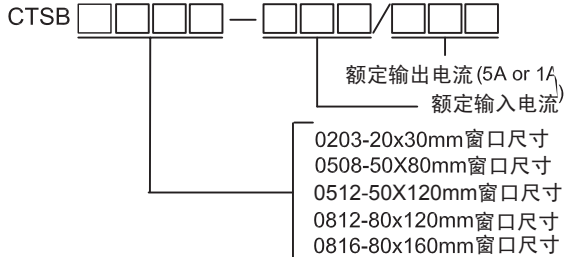 CTSB □□□□ — □□□/□□□
额定输出电流(5A or 1A)
额定输入电流
0203-20x30mm窗口尺寸
0508-50X80mm窗口尺寸
0512-50X120mm窗口尺寸
0812-80x120mm窗口尺寸
0816-80x160mm窗口尺寸